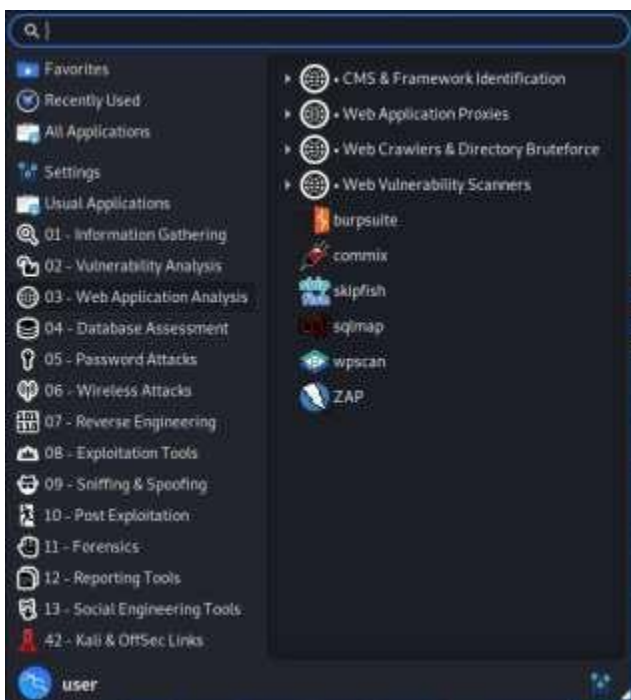 Favorites
Recently Used
All Applications
Settings
Usual Applications
01 - Information Gathering
02 - Vulnerability Analysis
03 - Web Application Analysis
04 - Database Assessment
05 - Password Attacks
06 - Wireless Attacks
07 - Reverse Engineering
08 - Exploitation Tools
09 - Sniffing & Spoofing
10 - Post Exploitation
11 - Forensics
12 - Reporting Tools
13 - Social Engineering Tools
42 - Kali & OffSec Links
• CMS & Framework Identification
• Web Application Proxies
• Web Crawlers & Directory Bruteforce
• Web Vulnerability Scanners
burpsuite
commix
skipfish
sqlmap
wpscan
ZAP
user